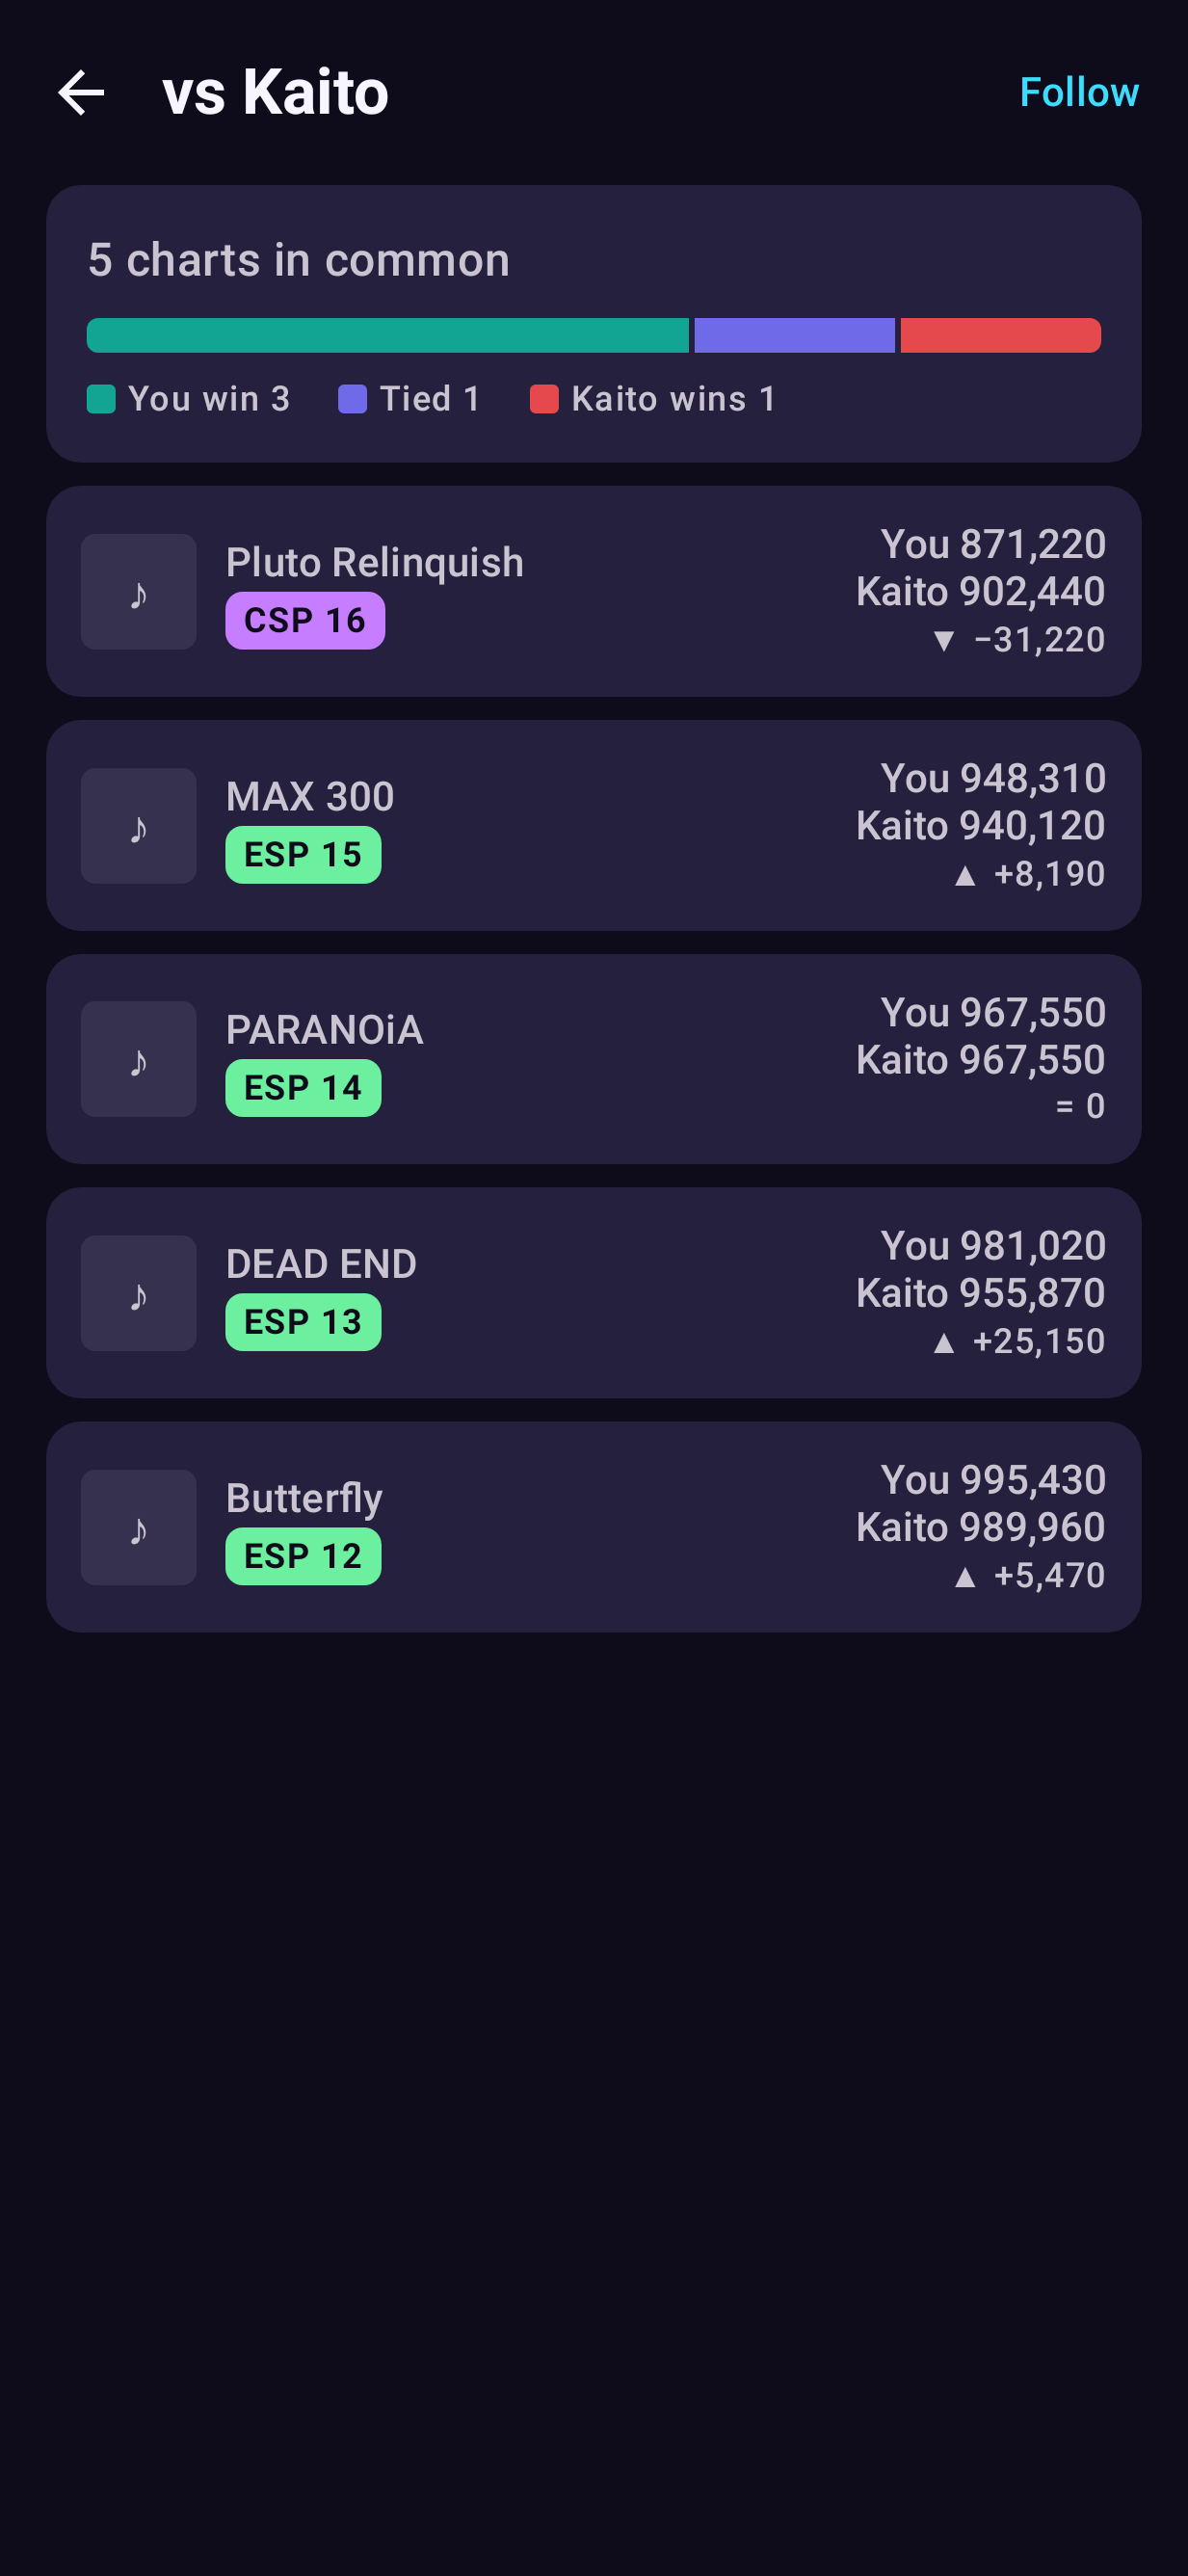 vs Kaito
Follow
5 charts in common
You win 3
Tied 1
Kaito wins 1
♪
Pluto Relinquish
CSP 16
You 871,220
Kaito 902,440
▼ −31,220
♪
MAX 300
ESP 15
You 948,310
Kaito 940,120
▲ +8,190
♪
PARANOiA
ESP 14
You 967,550
Kaito 967,550
= 0
♪
DEAD END
ESP 13
You 981,020
Kaito 955,870
▲ +25,150
♪
Butterfly
ESP 12
You 995,430
Kaito 989,960
▲ +5,470